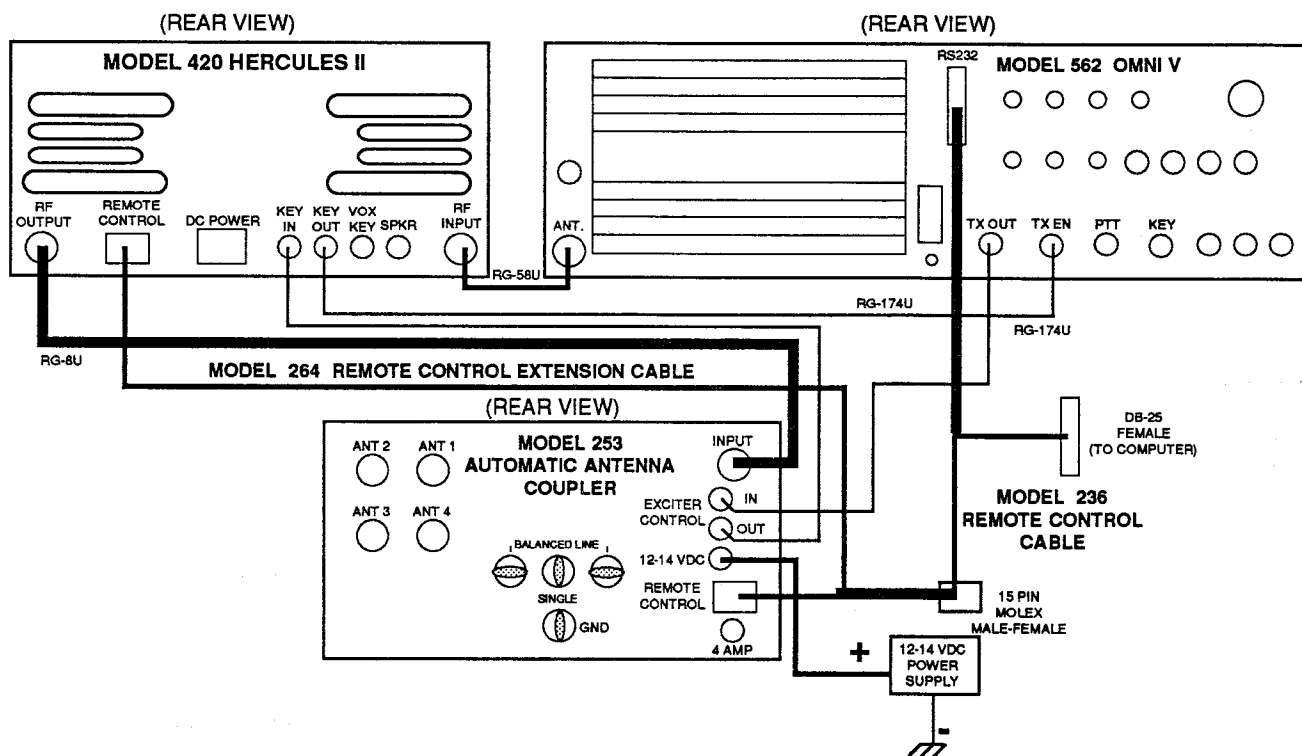 (REAR VIEW)
(REAR VIEW)
MODEL 420 HERCULES II
RS232
MODEL 562 OMNI V
RF
OUTPUT
REMOTE
CONTROL
DC POWER
KEY
IN
KEY
OUT
VOX
KEY
SPKR
RF
INPUT
ANT.
TX OUT
TX EN
PTT
KEY
RG-58U
RG-174U
RG-174U
RG-8U
MODEL 264 REMOTE CONTROL EXTENSION CABLE
(REAR VIEW)
ANT 2
ANT 1
MODEL 253
AUTOMATIC ANTENNA
COUPLER
INPUT
DB-25
FEMALE
(TO COMPUTER)
ANT 3
ANT 4
EXCITER
CONTROL
IN
OUT
MODEL 236
REMOTE CONTROL
CABLE
BALANCED LINE
12-14 VDC
SINGLE
REMOTE
CONTROL
GND
4 AMP
15 PIN
MOLEX
MALE-FEMALE
+
12-14 VDC
POWER
SUPPLY
-